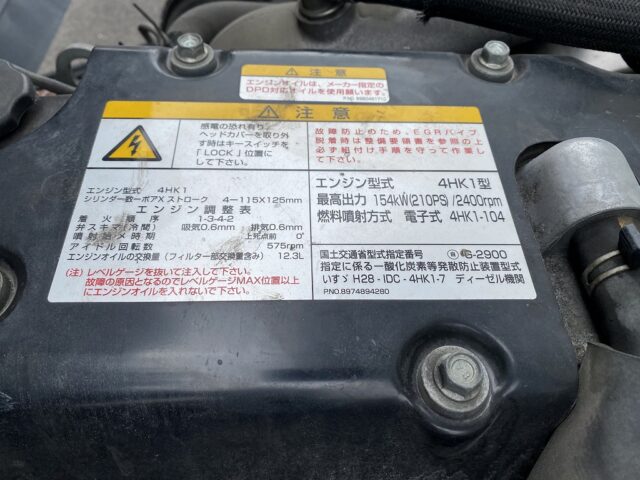 注意
エンジンオイルは、メーカー指定の
DPD対応オイルを使用願います。
注意
感電の恐れ有り。
ヘッドカバーを取り外
す時はキースイッチを
「LOCK」位置に
して下さい。
故障防止のため、EGRパイプ
脱着時は整備要領書を参照の上
必ず組付け手順を守って作業し
て下さい。
エンジン型式 4HK1
シリンダー数ーボアXストローク 4ー115X125mm
エンジン調整表
着火順序 1-3-4-2
弁スキマ(冷間) 吸気0.6mm 排気0.6mm
噴射始メ時期 上死点前 0°
アイドル回転数 575rpm
エンジンオイルの交換量(フィルター部交換量含み) 12.3L
(注)レベルゲージを抜いて注入して下さい。
故障の原因となるのでレベルゲージMAX位置以上
にエンジンオイルを入れないで下さい。
エンジン型式 4HK1型
最高出力 154kW(210PS)/2400rpm
燃料噴射方式 電子式 4HK1-104
国土交通省型式指定番号 G-2900
指定に係る一酸化炭素等発散防止装置型式
いすゞH28-IDC-4HK1-7 ディーゼル機関
P.NO.8974894280